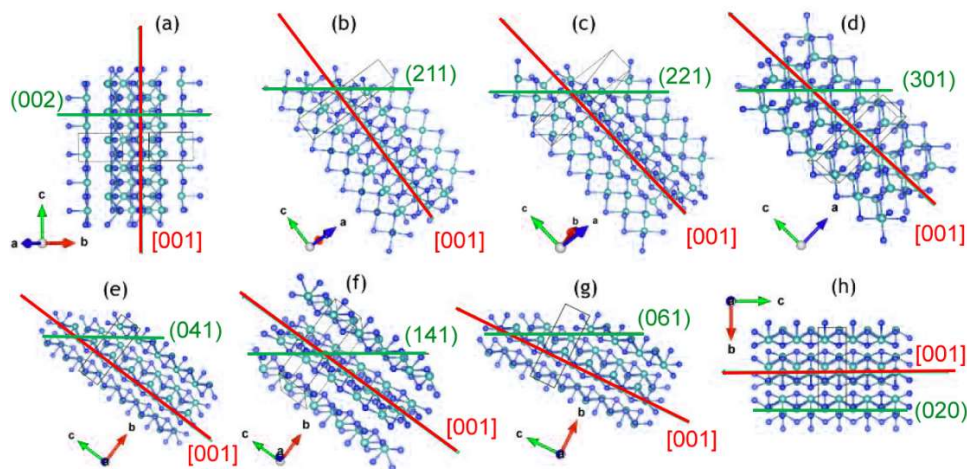 (a)
(002)
c
a
b
[001]
(b)
(211)
c
a
[001]
(c)
(221)
c
b
a
[001]
(d)
(301)
c
a
[001]
(e)
(041)
b
c
[001]
(f)
(141)
b
c
a
[001]
(g)
(061)
b
c
[001]
(h)
c
b
[001]
(020)